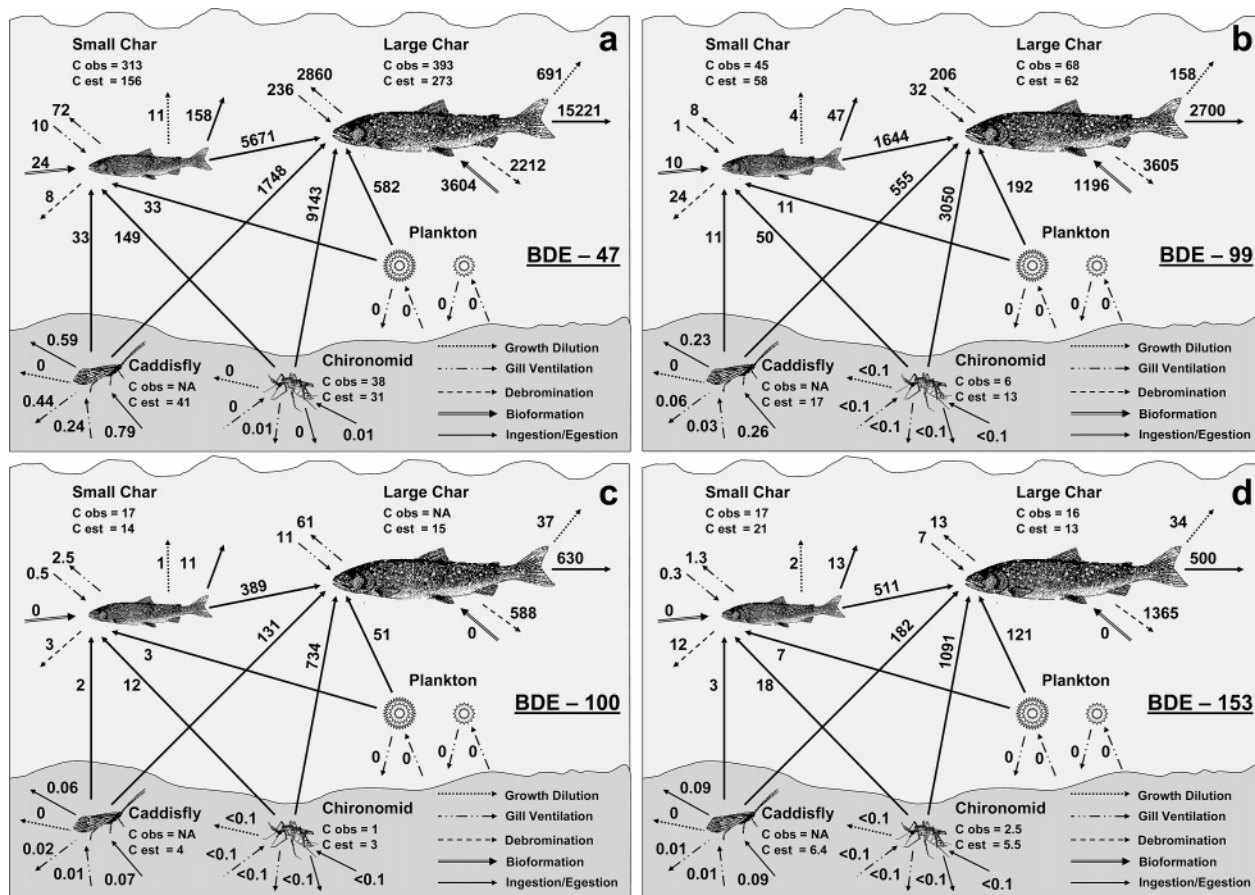 a
Small Char
C obs = 313
C est = 156
Large Char
C obs = 393
C est = 273
2860
236
691
15221
72
10
11
158
24
8
5671
1748
9143
582
3604
2212
33
33
149
Plankton
BDE – 47
0
0
0
0
0.59
0
0.44
0.24
0.79
Caddisfly
C obs = NA
C est = 41
Chironomid
C obs = 38
C est = 31
0
0
0.01
0
0.01
Growth Dilution
Gill Ventilation
Debromination
Bioformation
Ingestion/Egestion
b
Small Char
C obs = 45
C est = 58
Large Char
C obs = 68
C est = 62
206
32
158
2700
8
1
4
47
10
24
1644
555
3050
192
1196
3605
11
11
50
Plankton
BDE – 99
0
0
0
0
0.23
0
0.06
0.03
0.26
Caddisfly
C obs = NA
C est = 17
Chironomid
C obs = 6
C est = 13
<0.1
<0.1
<0.1
<0.1
<0.1
Growth Dilution
Gill Ventilation
Debromination
Bioformation
Ingestion/Egestion
c
Small Char
C obs = 17
C est = 14
Large Char
C obs = NA
C est = 15
61
11
37
630
2.5
0.5
1
11
0
3
389
131
734
51
0
588
3
2
12
Plankton
BDE – 100
0
0
0
0
0.06
0
0.02
0.01
0.07
Caddisfly
C obs = NA
C est = 4
Chironomid
C obs = 1
C est = 3
<0.1
<0.1
<0.1
<0.1
<0.1
Growth Dilution
Gill Ventilation
Debromination
Bioformation
Ingestion/Egestion
d
Small Char
C obs = 17
C est = 21
Large Char
C obs = 16
C est = 13
13
7
34
500
1.3
0.3
2
13
0
12
511
182
1091
121
0
1365
7
3
18
Plankton
BDE – 153
0
0
0
0
0.09
0
0.01
0.01
0.09
Caddisfly
C obs = NA
C est = 6.4
Chironomid
C obs = 2.5
C est = 5.5
<0.1
<0.1
<0.1
<0.1
<0.1
Growth Dilution
Gill Ventilation
Debromination
Bioformation
Ingestion/Egestion